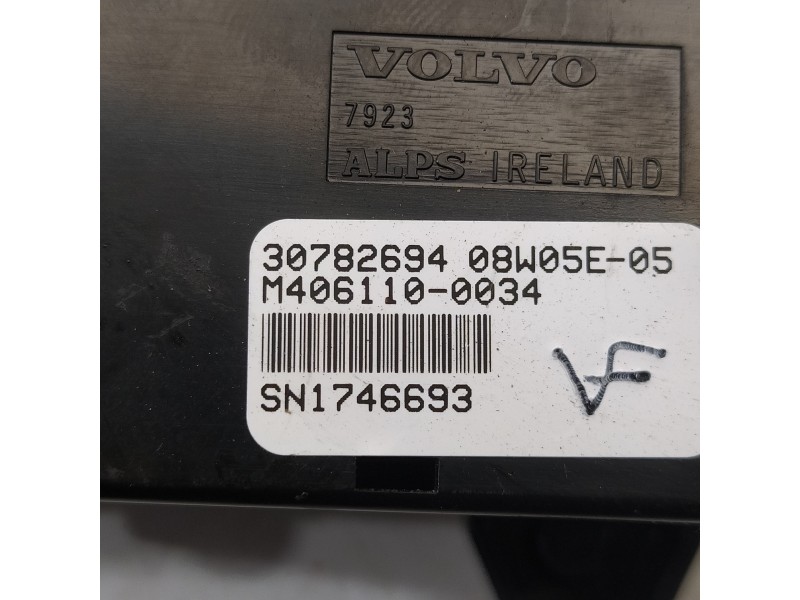 VOLVO
7923
ALPS IRELAND
30782694 08W05E-05
M406110-0034
SN1746693
VF